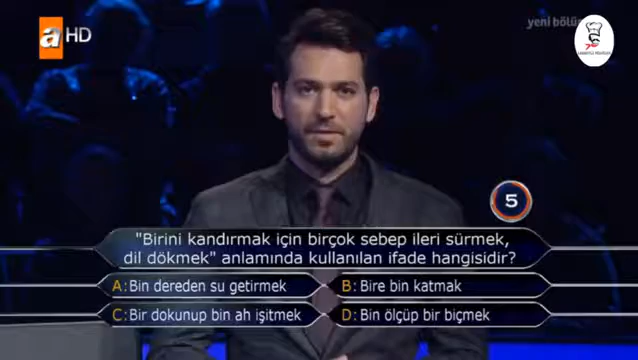 a HD
yeni bölüm
5
"Birini kandırmak için birçok sebep ileri sürmek,
dil dökmek" anlamında kullanılan ifade hangisidir?
A: Bin dereden su getirmek
B: Bire bin katmak
C: Bir dokunup bin ah işitmek
D: Bin ölçüp bir biçmek